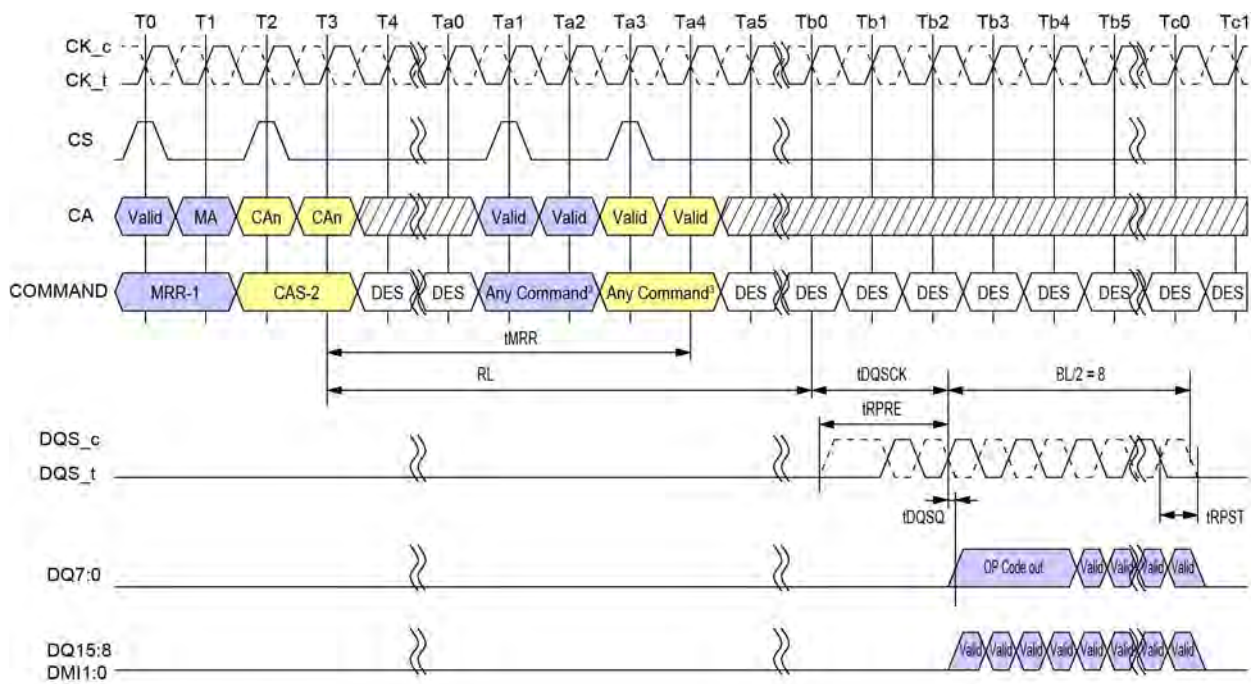 T0 T1 T2 T3 T4 Ta0 Ta1 Ta2 Ta3 Ta4 Ta5 Tb0 Tb1 Tb2 Tb3 Tb4 Tb5 Tc0 Tc1
CK_c
CK_t
CS
CA Valid MA CAn CAn Valid Valid Valid Valid
COMMAND MRR-1 CAS-2 DES DES Any Command³ Any Command³ DES DES DES DES DES DES DES DES DES
tMRR
RL tDQSCK BL/2 = 8
tRPRE
DQS_c
DQS_t
tDQSQ tRPST
DQ7:0 OP Code out Valid Valid Valid Valid
DQ15:8 Valid Valid Valid Valid Valid Valid Valid Valid
DMI1:0